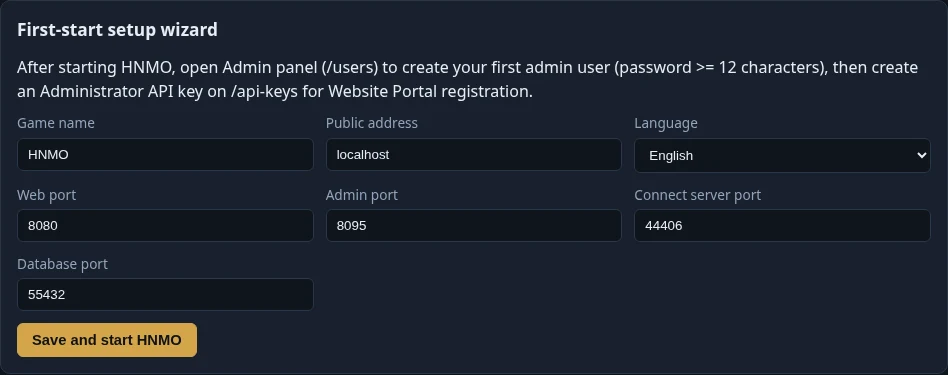 First-start setup wizard
After starting HNMO, open Admin panel (/users) to create your first admin user (password >= 12 characters), then create
an Administrator API key on /api-keys for Website Portal registration.
Game name
Public address
Language
HNMO
localhost
English
Web port
Admin port
Connect server port
8080
8095
44406
Database port
55432
Save and start HNMO